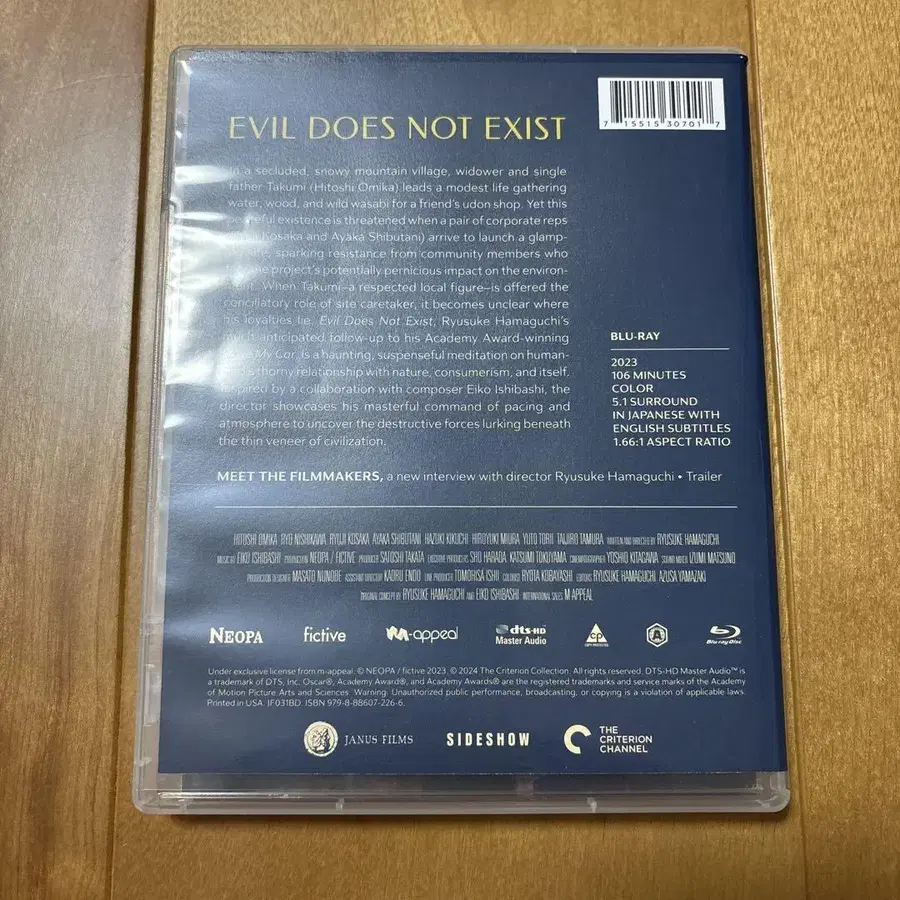 7 15515 30701 7
EVIL DOES NOT EXIST
In a secluded, snowy mountain village, widower and single
father Takumi (Hitoshi Omika) leads a modest life gathering
water, wood, and wild wasabi for a friend's udon shop. Yet this
peaceful existence is threatened when a pair of corporate reps
Kosaka and Ayaka Shibutani) arrive to launch a glamp-
sparking resistance from community members who
project's potentially pernicious impact on the environ-
ment. When Takumi—a respected local figure—is offered the
conciliatory role of site caretaker, it becomes unclear where
his loyalties lie. Evil Does Not Exist, Ryusuke Hamaguchi's
much anticipated follow-up to his Academy Award-winning
My Car, is a haunting, suspenseful meditation on human-
thorny relationship with nature, consumerism, and itself.
Inspired by a collaboration with composer Eiko Ishibashi, the
director showcases his masterful command of pacing and
atmosphere to uncover the destructive forces lurking beneath
the thin veneer of civilization.
BLU-RAY
2023
106 MINUTES
COLOR
5.1 SURROUND
IN JAPANESE WITH
ENGLISH SUBTITLES
1.66:1 ASPECT RATIO
MEET THE FILMMAKERS, a new interview with director Ryusuke Hamaguchi • Trailer
HITOSHI OMIKA, RYO NISHIKAWA, RYUJI KOSAKA, AYAKA SHIBUTANI, HAZUKI KIKUCHI, HIROYUKI MIURA, YUTO TORII, TAIJIRO TAMURA WRITTEN AND DIRECTED BY RYUSUKE HAMAGUCHI
MUSIC BY EIKO ISHIBASHI PRODUCTION NEOPA / FICTIVE PRODUCER SATOSHI TAKATA EXECUTIVE PRODUCERS SHO HARADA, KATSUMI TOKUYAMA CINEMATOGRAPHER YOSHIO KITAGAWA SOUND MIXER IZUMI MATSUNO
PRODUCTION DESIGNER MASATO NUNOBE ASSISTANT DIRECTOR KAORU ENDO LINE PRODUCER TOMOHISA ISHII COLORIST RYOTA KOBAYASHI EDITORS RYUSUKE HAMAGUCHI, AZUSA YAMAZAKI
ORIGINAL CONCEPT BY RYUSUKE HAMAGUCHI AND EIKO ISHIBASHI INTERNATIONAL SALES M-APPEAL
NEOPA fictive m-appeal dts-HD Master Audio CP COPY PROTECTED A Blu-ray Disc
Under exclusive license from m-appeal. © NEOPA / fictive 2023. © 2024 The Criterion Collection. All rights reserved. DTS-HD Master Audio™ is
a trademark of DTS, Inc. Oscar®, Academy Award®, and Academy Awards® are the registered trademarks and service marks of the Academy
of Motion Picture Arts and Sciences. Warning: Unauthorized public performance, broadcasting, or copying is a violation of applicable laws.
Printed in USA. JF031BD. ISBN 979-8-88607-226-6.
JANUS FILMS SIDESHOW THE CRITERION CHANNEL